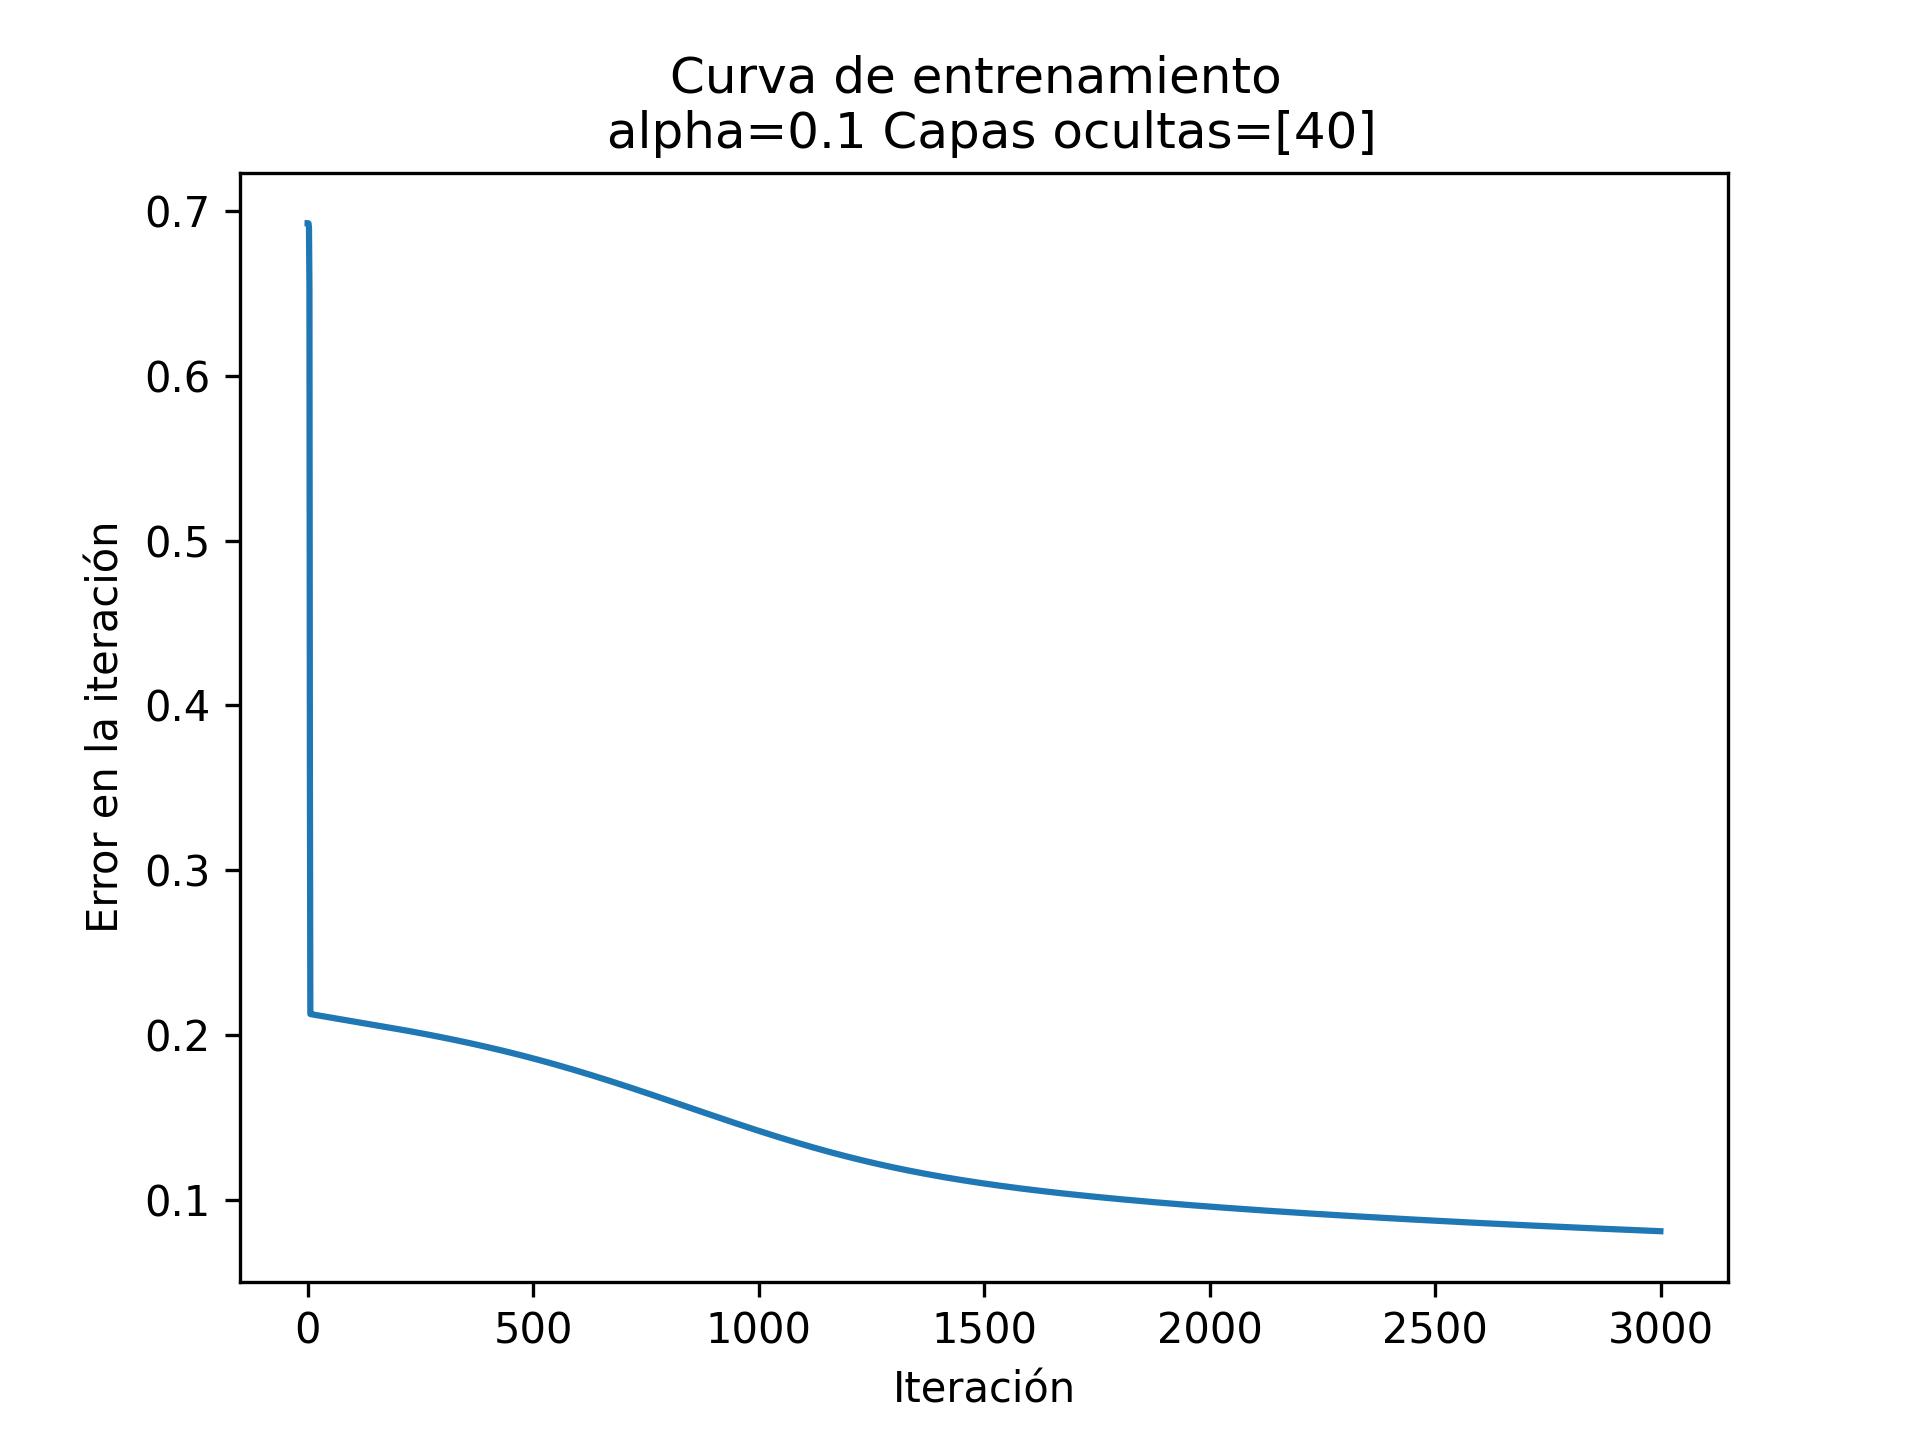 Curva de entrenamiento
alpha=0.1 Capas ocultas=[40]
Error en la iteración
0.7
0.6
0.5
0.4
0.3
0.2
0.1
0 500 1000 1500 2000 2500 3000
Iteración